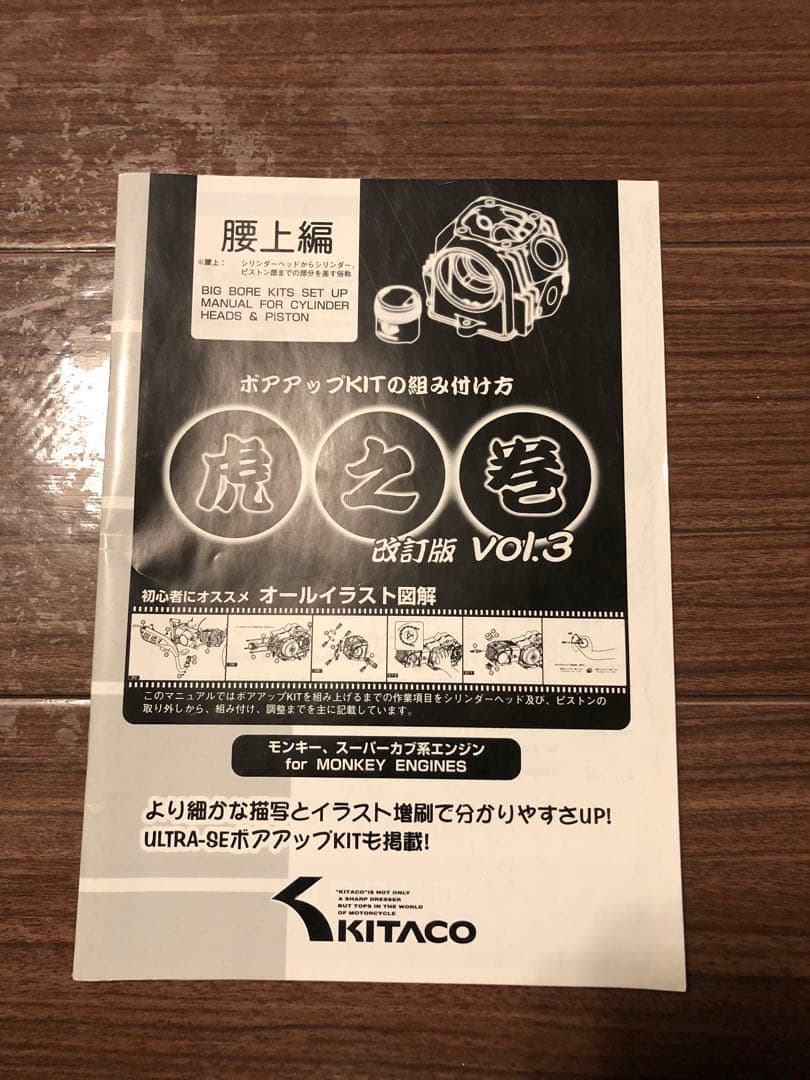 腰上編
※腰上： シリンダーヘッドからシリンダー、
ピストン部までの部分を差す俗称
BIG BORE KITS SET UP
MANUAL FOR CYLINDER
HEADS & PISTON
ボアアップKITの組み付け方
虎之巻
改訂版 vol.3
初心者にオススメ オールイラスト図解
このマニュアルではボアアップKITを組み上げるまでの作業項目をシリンダーヘッド及び、ピストンの
取り外しから、組み付け、調整までを主に記載しています。
モンキー、スーパーカブ系エンジン
for MONKEY ENGINES
より細かな描写とイラスト増刷で分かりやすさUP!
ULTRA-SEボアアップKITも掲載!
"KITACO"IS NOT ONLY
A SHARP DRESSER
BUT TOPS IN THE WORLD
OF MOTORCYCLE
KITACO